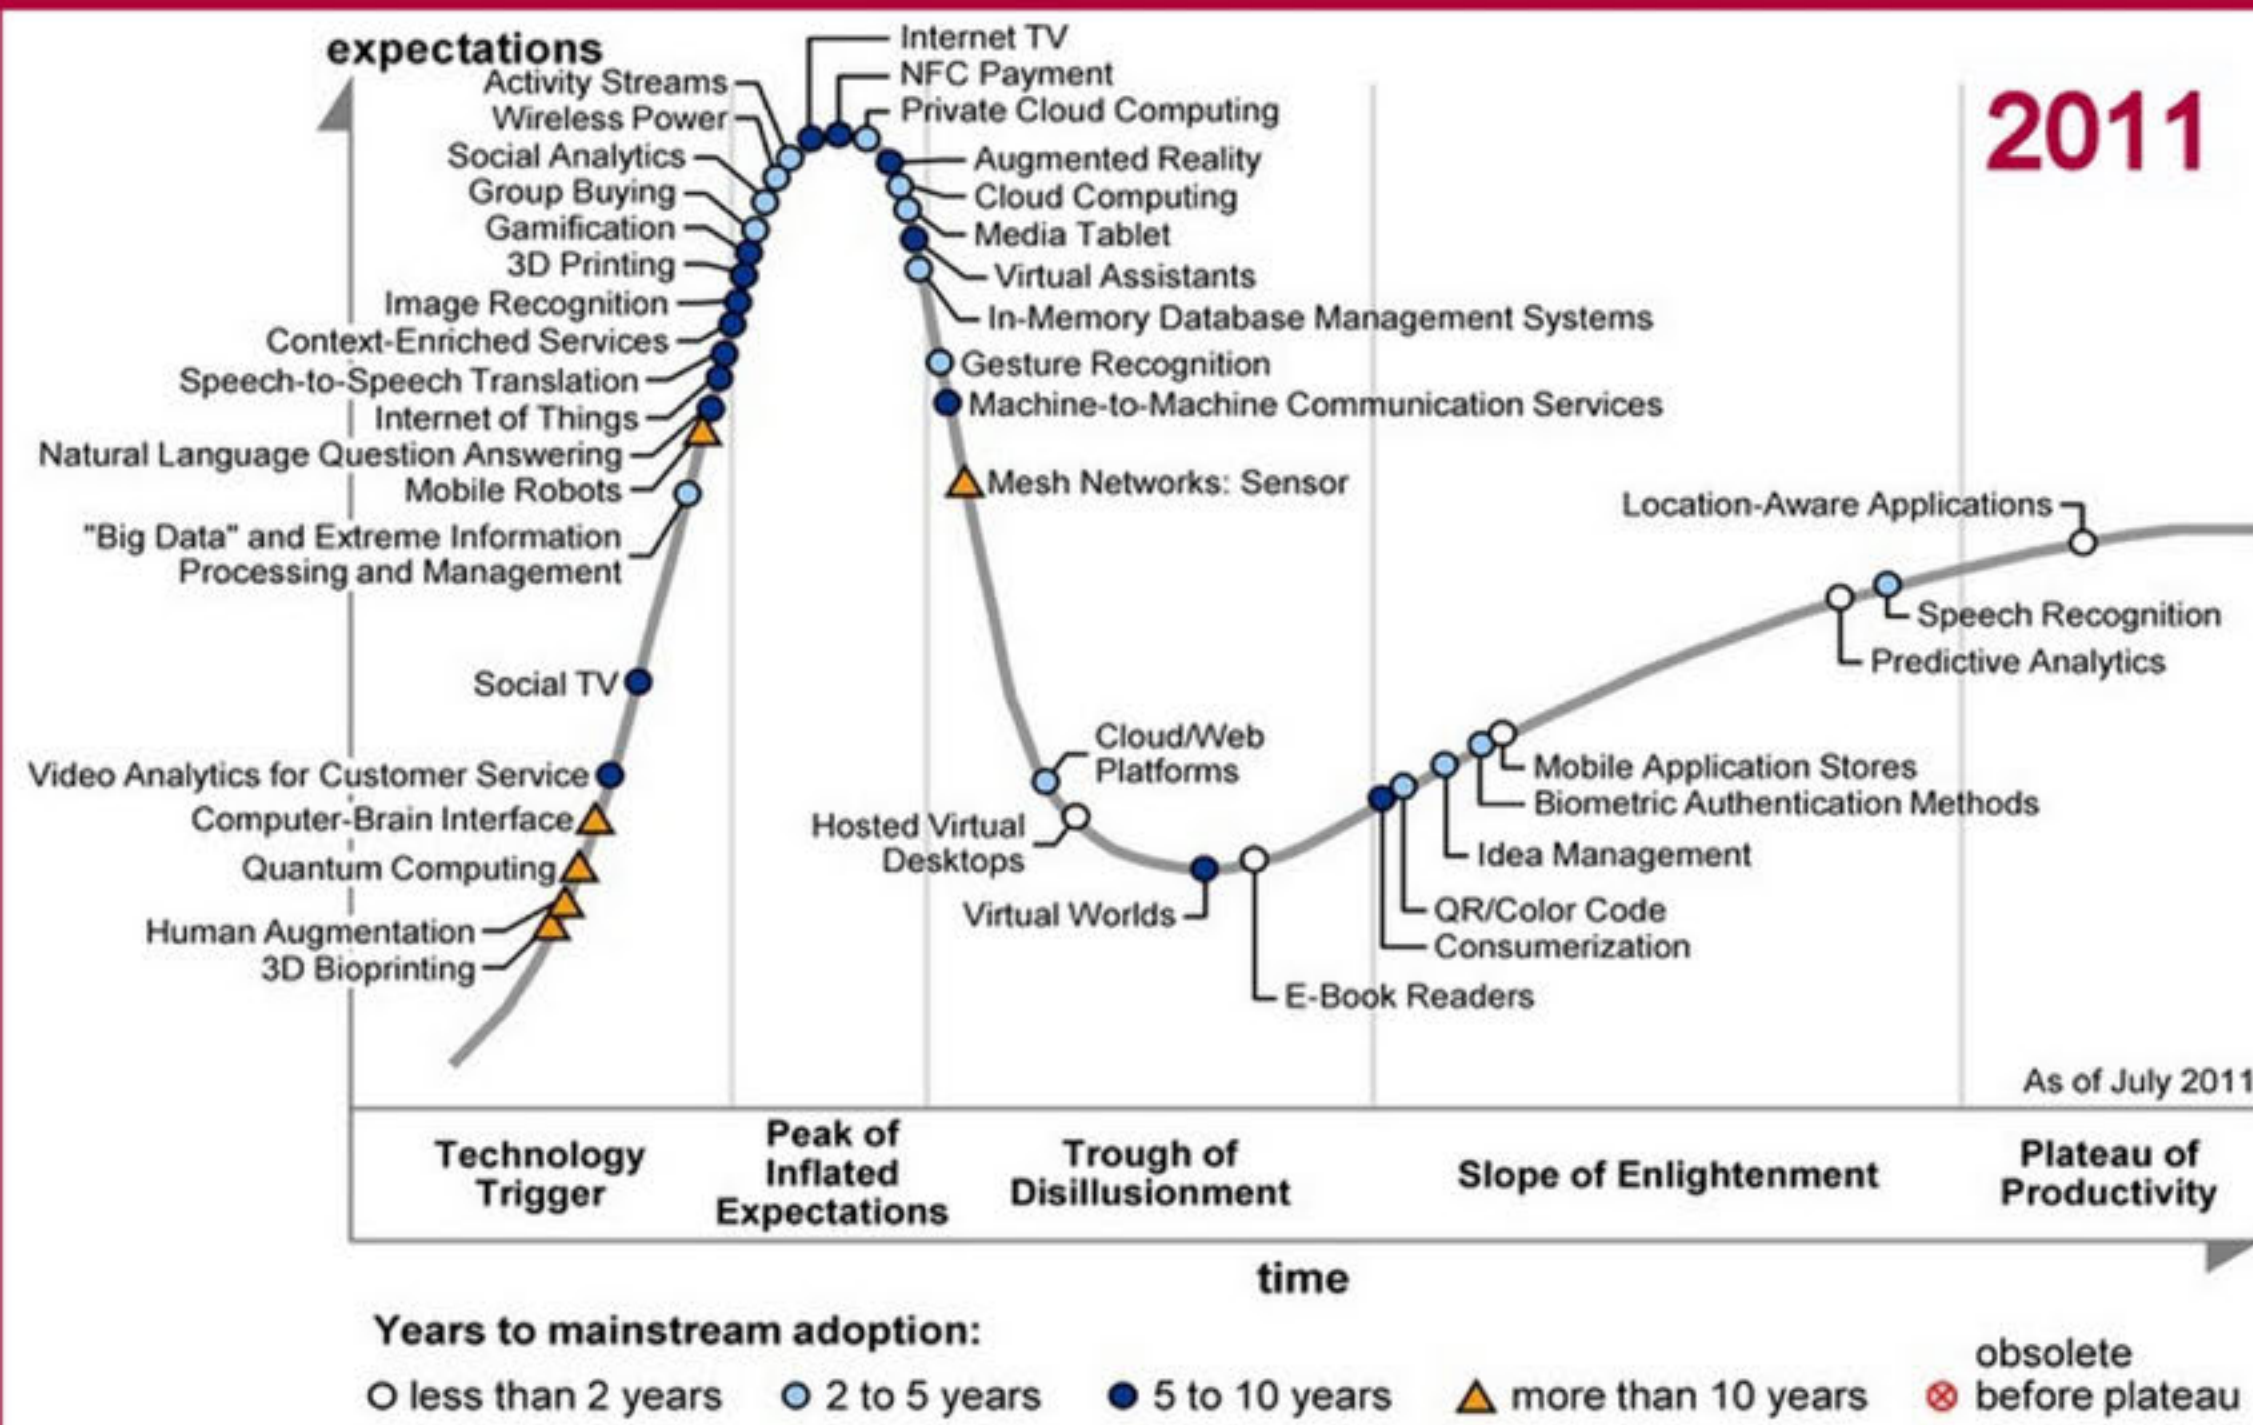 expectations
2011
Activity Streams
Wireless Power
Social Analytics
Group Buying
Gamification
3D Printing
Image Recognition
Context-Enriched Services
Speech-to-Speech Translation
Internet of Things
Natural Language Question Answering
Mobile Robots
"Big Data" and Extreme Information
Processing and Management
Social TV
Video Analytics for Customer Service
Computer-Brain Interface
Quantum Computing
Human Augmentation
3D Bioprinting
Internet TV
NFC Payment
Private Cloud Computing
Augmented Reality
Cloud Computing
Media Tablet
Virtual Assistants
In-Memory Database Management Systems
Gesture Recognition
Machine-to-Machine Communication Services
Mesh Networks: Sensor
Cloud/Web
Platforms
Hosted Virtual
Desktops
Virtual Worlds
E-Book Readers
Consumerization
QR/Color Code
Idea Management
Biometric Authentication Methods
Mobile Application Stores
Predictive Analytics
Speech Recognition
Location-Aware Applications
As of July 2011
Technology
Trigger
Peak of
Inflated
Expectations
Trough of
Disillusionment
Slope of Enlightenment
Plateau of
Productivity
time
Years to mainstream adoption:
less than 2 years
2 to 5 years
5 to 10 years
more than 10 years
obsolete
before plateau